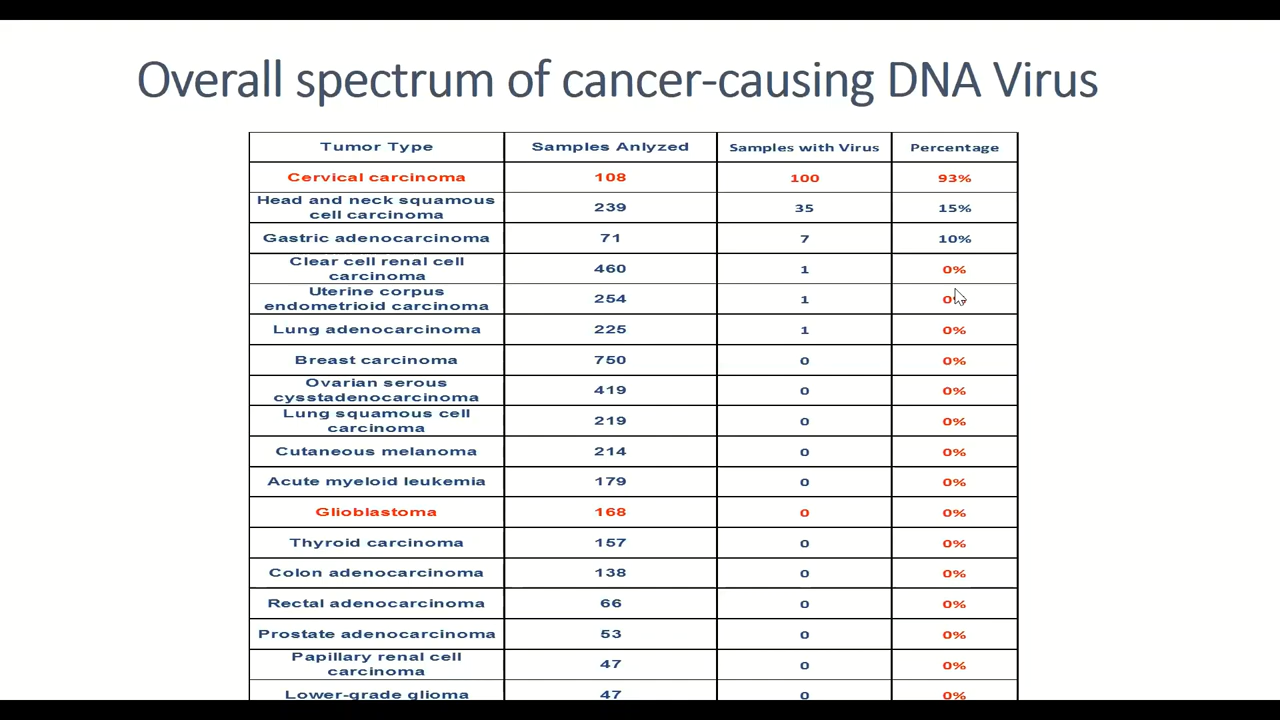 Overall spectrum of cancer-causing DNA Virus
Tumor Type Samples Anlyzed Samples with Virus Percentage
Cervical carcinoma 108 100 93%
Head and neck squamous
cell carcinoma 239 35 15%
Gastric adenocarcinoma 71 7 10%
Clear cell renal cell
carcinoma 460 1 0%
Uterine corpus
endometrioid carcinoma 254 1 0%
Lung adenocarcinoma 225 1 0%
Breast carcinoma 750 0 0%
Ovarian serous
cysstadenocarcinoma 419 0 0%
Lung squamous cell
carcinoma 219 0 0%
Cutaneous melanoma 214 0 0%
Acute myeloid leukemia 179 0 0%
Glioblastoma 168 0 0%
Thyroid carcinoma 157 0 0%
Colon adenocarcinoma 138 0 0%
Rectal adenocarcinoma 66 0 0%
Prostate adenocarcinoma 53 0 0%
Papillary renal cell
carcinoma 47 0 0%
Lower-grade glioma 47 0 0%